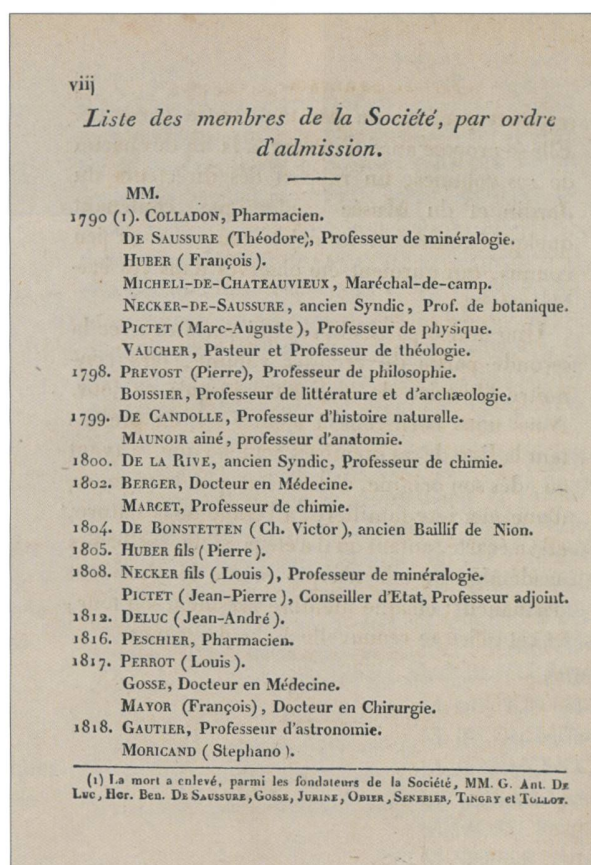 viij
Liste des membres de la Société, par ordre
d'admission.
MM.
1790 (1). COLLADON, Pharmacien.
DE SAUSSURE (Théodore), Professeur de minéralogie.
HUBER ( François ).
MICHELI-DE-CHATEAUVIEUX, Maréchal-de-camp.
NECKER-DE-SAUSSURE, ancien Syndic, Prof. de botanique.
PICTET ( Marc-Auguste ), Professeur de physique.
VAUCHER, Pasteur et Professeur de théologie.
1798. PREVOST (Pierre), Professeur de philosophie.
BOISSIER, Professeur de littérature et d'archæologie.
1799. DE CANDOLLE, Professeur d'histoire naturelle.
MAUNOIR ainé, professeur d'anatomie.
1800. DE LA RIVE, ancien Syndic, Professeur de chimie.
1802. BERGER, Docteur en Médecine.
MARCET, Professeur de chimie.
1804. DE BONSTETTEN ( Ch. Victor ), ancien Baillif de Nion.
1805. HUBER fils ( Pierre ).
1808. NECKER fils ( Louis ), Professeur de minéralogie.
PICTET ( Jean-Pierre ), Conseiller d'Etat, Professeur adjoint.
1812. DELUC ( Jean-André ).
1816. PESCHIER, Pharmacien.
1817. PERROT ( Louis ).
GOSSE, Docteur en Médecine.
MAYOR (François), Docteur en Chirurgie.
1818. GAUTIER, Professeur d'astronomie.
MORICAND ( Stephano ).
(1) La mort a enlevé, parmi les fondateurs de la Société, MM. G. Ant. DE
LUC, Hor. Ben. DE SAUSSURE, GOSSE, JURINE, ODIER, SENEBIER, TINGRY et TOLLOT.